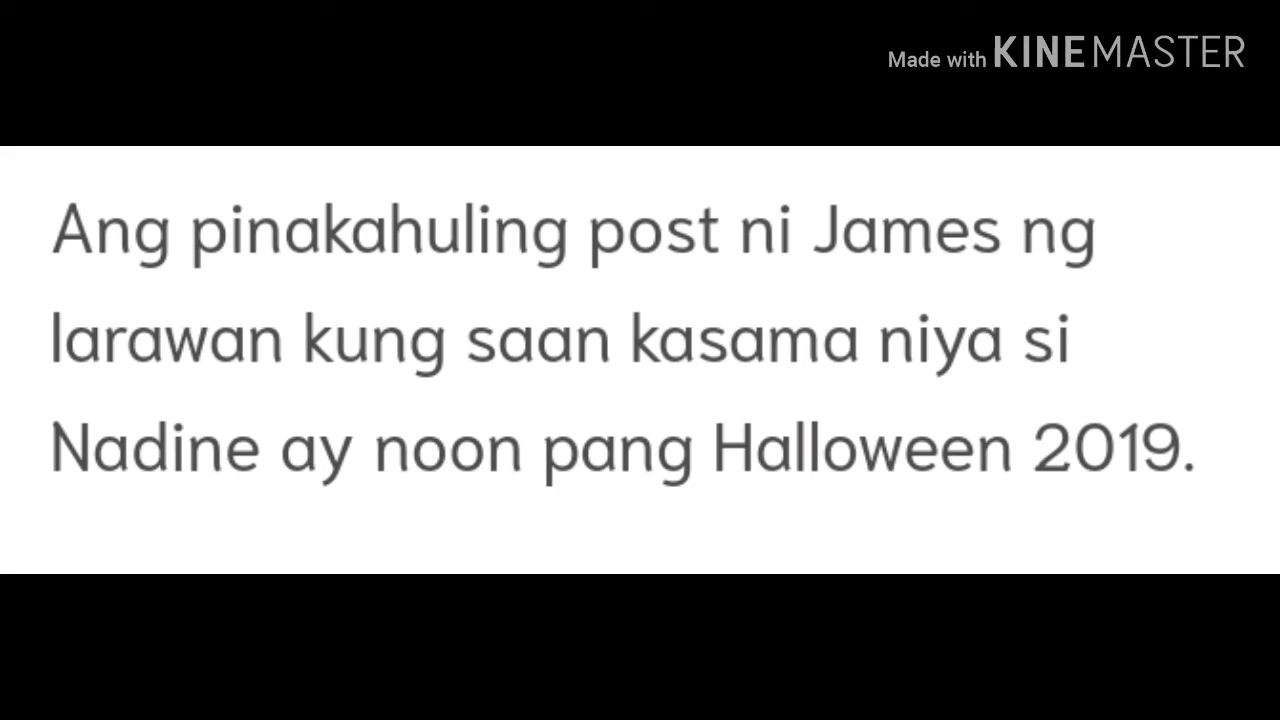 Made with KINEMASTER
Ang pinakahuling post ni James ng
larawan kung saan kasama niya si
Nadine ay noon pang Halloween 2019.